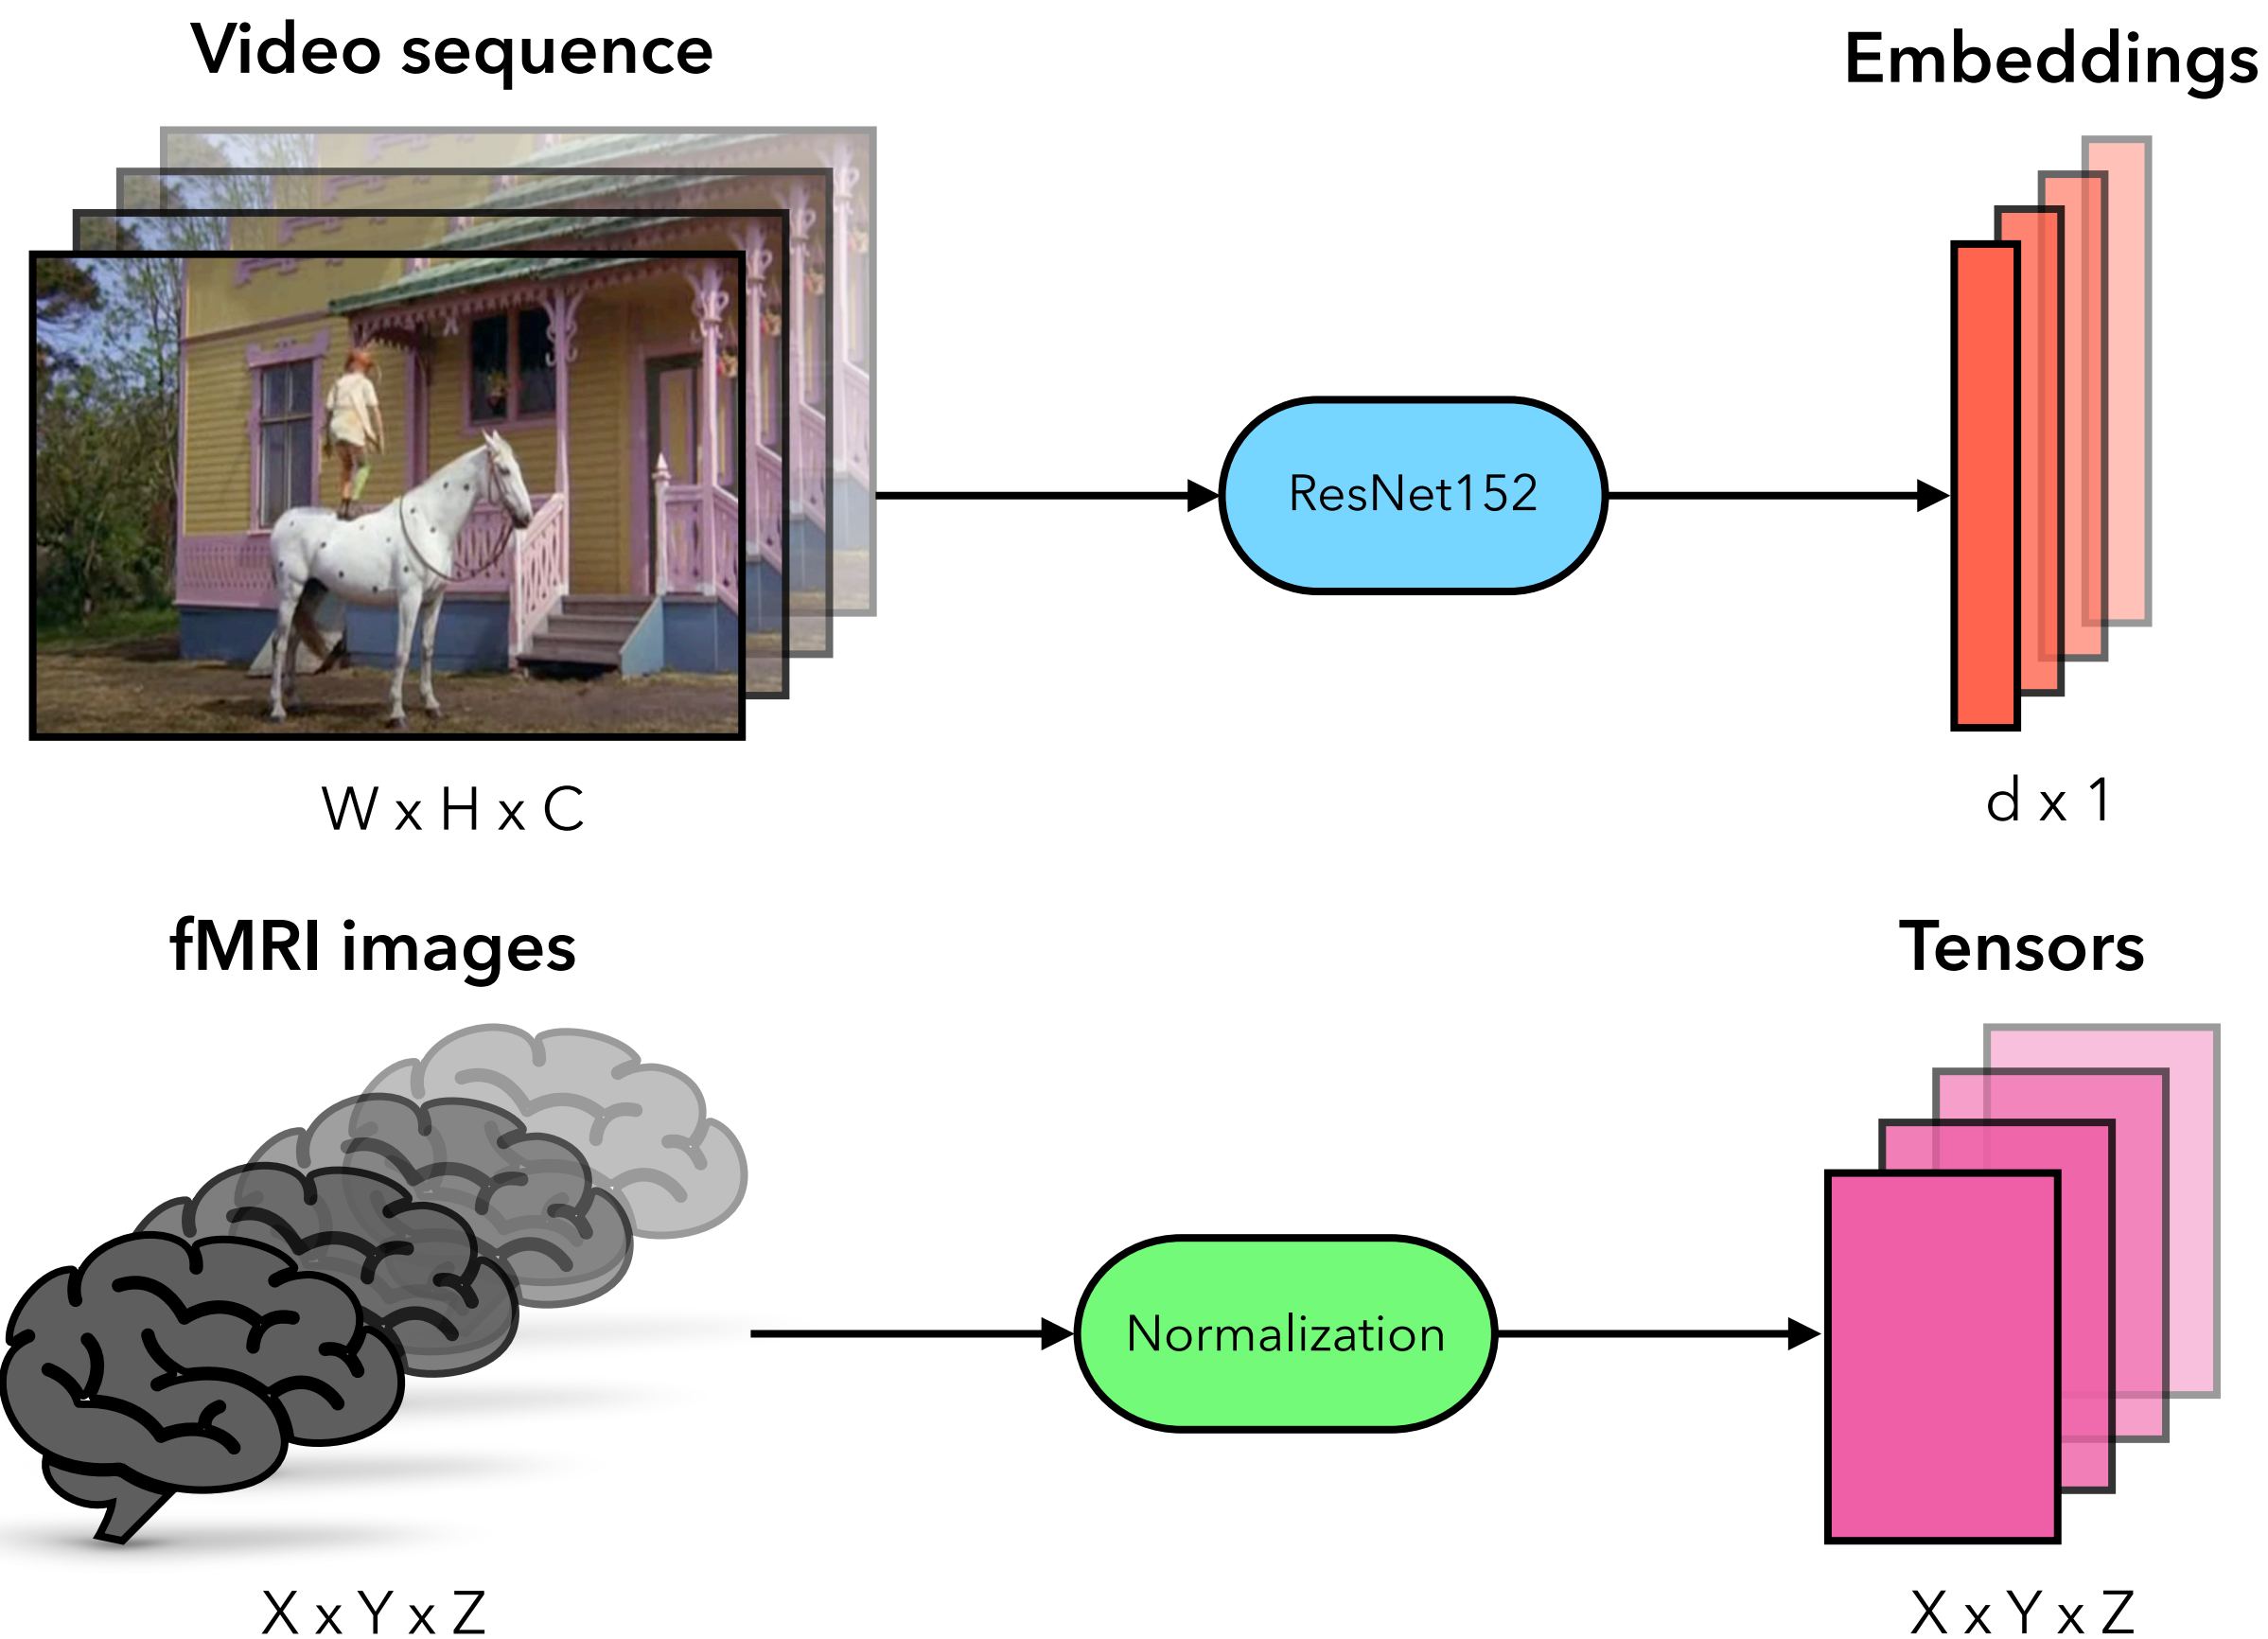 Video sequence
Embeddings
ResNet152
W x H x C
d x 1
fMRI images
Tensors
Normalization
X x Y x Z
X x Y x Z